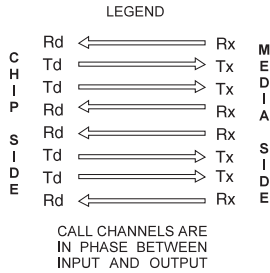 LEGEND
CHIP SIDE
MEDIA SIDE
Rd Rx
Td Tx
Td Tx
Rd Rx
Rd Rx
Td Tx
Td Tx
Rd Rx
CALL CHANNELS ARE
IN PHASE BETWEEN
INPUT AND OUTPUT